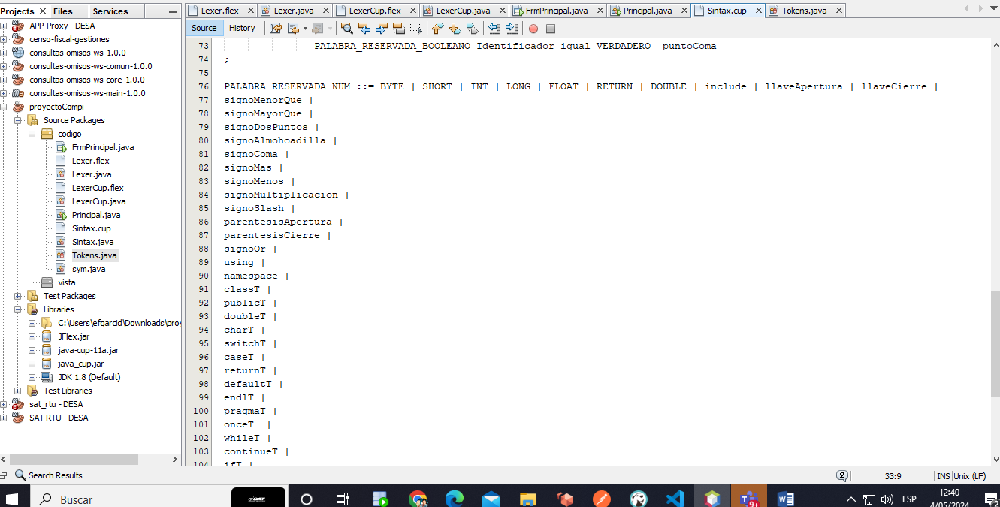 Projects Files Services
Lexer.flex Lexer.java LexerCup.flex LexerCup.java FrmPrincipal.java Principal.java Sintax.cup Tokens.java
Source History
APP-Proxy - DESA
censo-fiscal-gestiones
consultas-omisos-ws-1.0.0
consultas-omisos-ws-comun-1.0.0
consultas-omisos-ws-core-1.0.0
consultas-omisos-ws-main-1.0.0
proyectoCompi
Source Packages
codigo
FrmPrincipal.java
Lexer.flex
Lexer.java
LexerCup.flex
LexerCup.java
Principal.java
Sintax.cup
Sintax.java
Tokens.java
sym.java
vista
Test Packages
Libraries
C:\Users\efgarcid\Downloads\proy
JFlex.jar
java-cup-11a.jar
java_cup.jar
JDK 1.8 (Default)
Test Libraries
sat_rtu - DESA
SAT RTU - DESA
73 PALABRA_RESERVADA_BOOLEANO Identificador igual VERDADERO puntoComa
74 ;
75
76 PALABRA_RESERVADA_NUM ::= BYTE | SHORT | INT | LONG | FLOAT | RETURN | DOUBLE | include | llaveApertura | llaveCierre |
77 signoMenorQue |
78 signoMayorQue |
79 signoDosPuntos |
80 signoAlmohoadilla |
81 signoComa |
82 signoMas |
83 signoMenos |
84 signoMultiplicacion |
85 signoSlash |
86 parentesisApertura |
87 parentesisCierre |
88 signoOr |
89 using |
90 namespace |
91 classT |
92 publicT |
93 doubleT |
94 charT |
95 switchT |
96 caseT |
97 returnT |
98 defaultT |
99 endlT |
100 pragmaT |
101 onceT |
102 whileT |
103 continueT |
104 ifT |
Search Results
2 33:9 INS Unix (LF)
Buscar
ESP
12:40
4/05/2024
9+
2